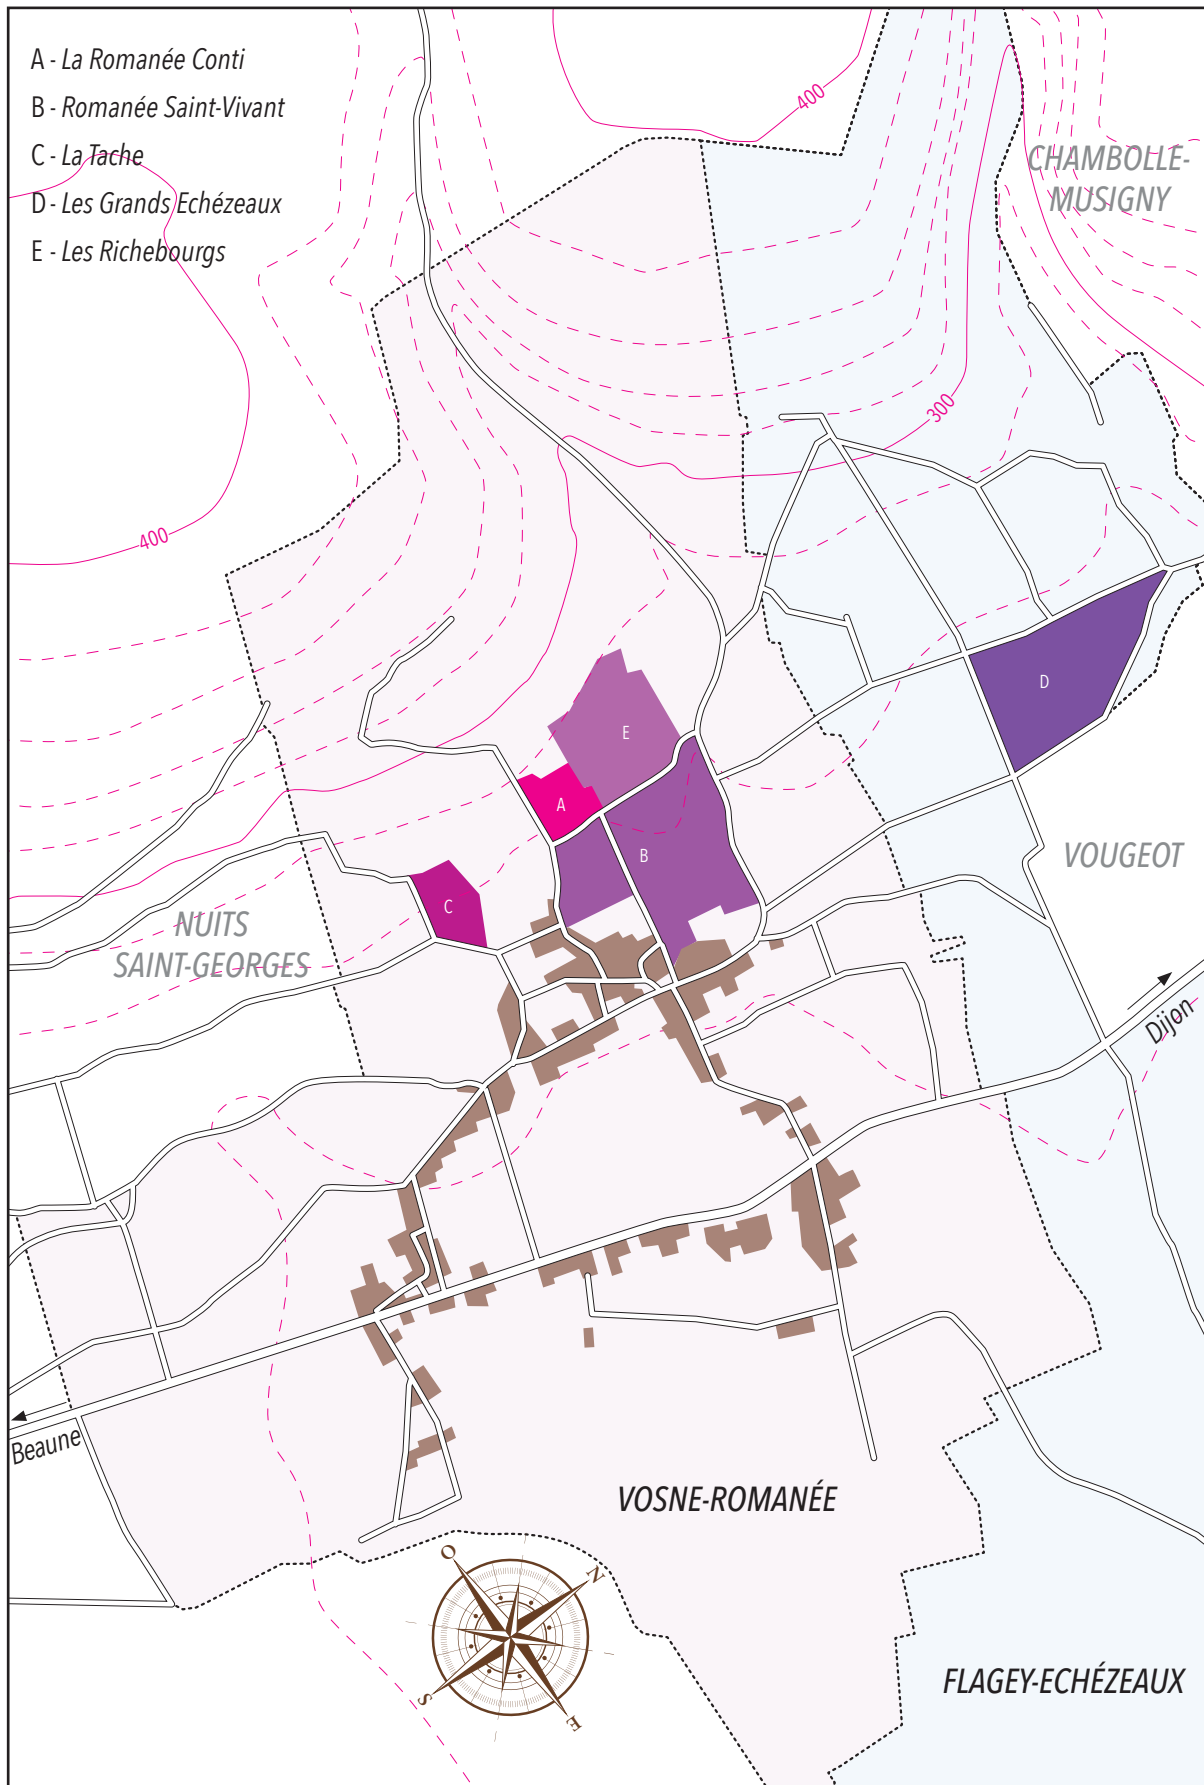 A - La Romanée Conti
B - Romanée Saint-Vivant
C - La Tache
D - Les Grands Echézeaux
E - Les Richebourgs
400
CHAMBOLLE-
MUSIGNY
300
400
D
E
A
B
VOUGEOT
C
NUITS
SAINT-GEORGES
Dijon
Beaune
VOSNE-ROMANÉE
O
N
S
E
FLAGEY-ECHÉZEAUX